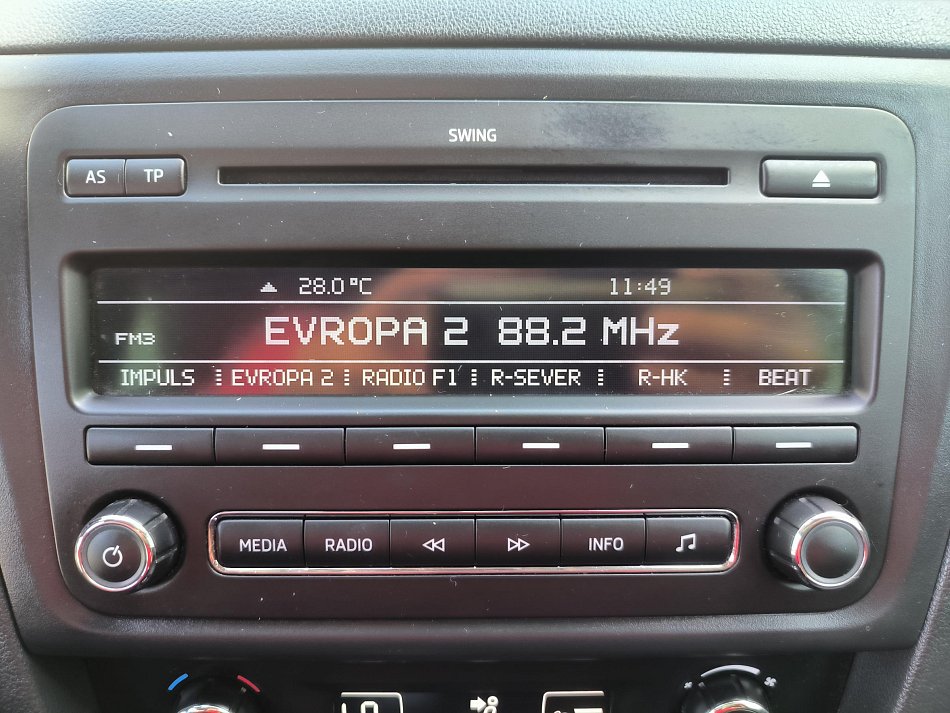 SWING
AS TP
28.0°C 11:49
FM3 EVROPA 2 88.2 MHz
IMPULS EVROPA 2 RADIO F1 R-SEVER R-HK BEAT
MEDIA RADIO INFO